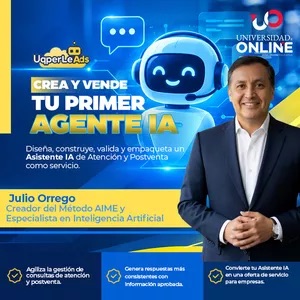 UqperLe Ads
UNIVERSIDAD
ONLINE
CREA Y VENDE
TU PRIMER
AGENTE IA
Diseña, construye, valida y empaqueta un
Asistente IA de Atención y Postventa
como servicio.
Julio Orrego
Creador del Método AIME y
Especialista en Inteligencia Artificial
Agiliza la gestión
de consultas de atención
y postventa.
Genera respuestas más
consistentes con
información aprobada.
Convierte tu Asistente IA
en una oferta de servicio
para empresas.